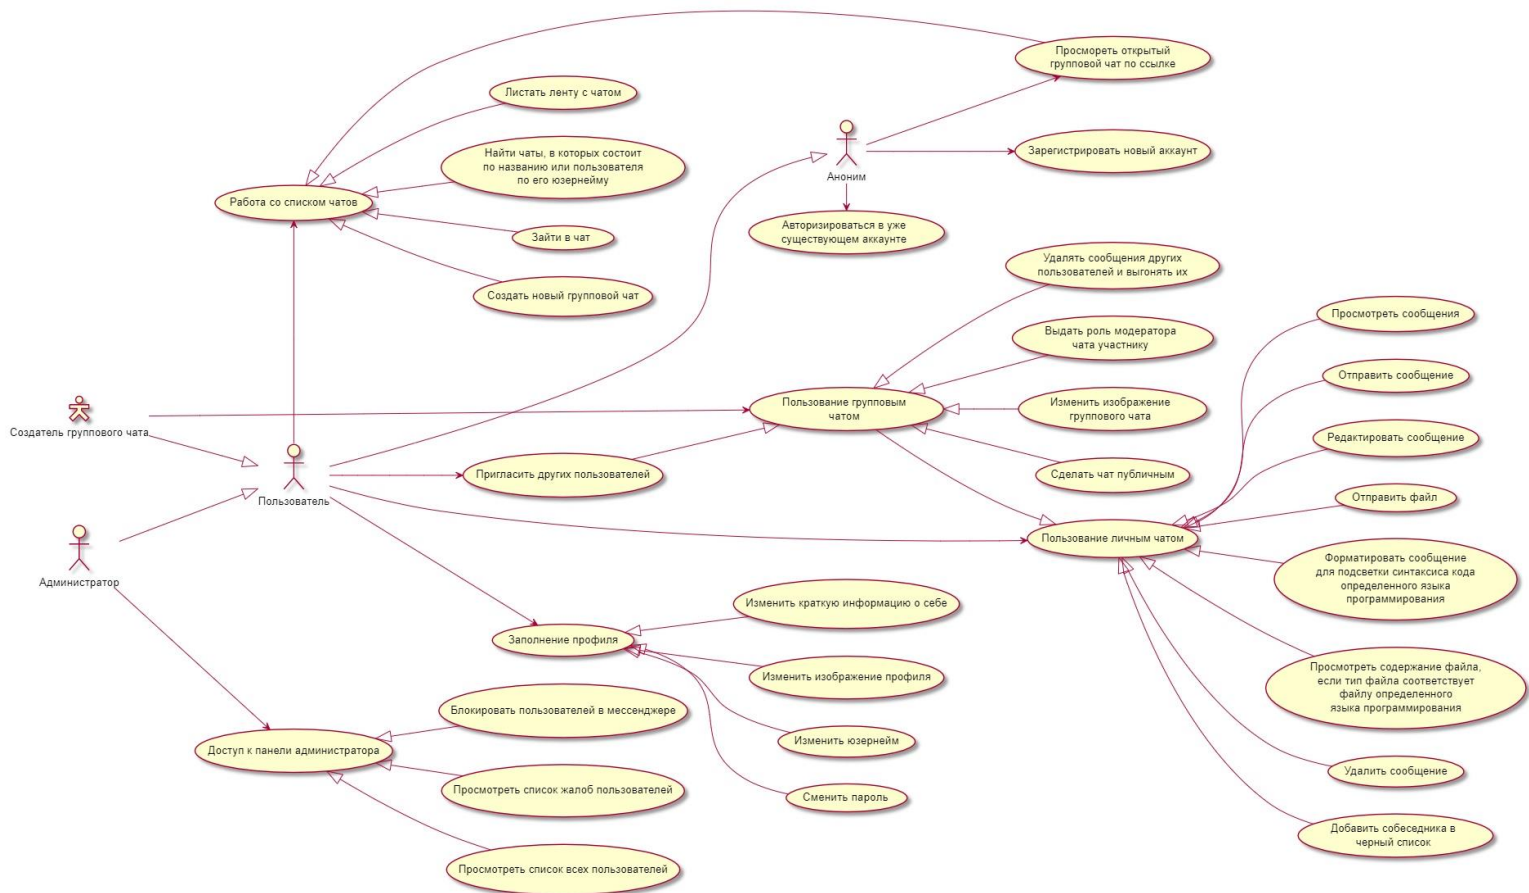 Просмореть открытый
групповой чат по ссылке
Листать ленту с чатом
Найти чаты, в которых состоит
по названию или пользователя
по его юзернейму
Зарегистрировать новый аккаунт
Аноним
Работа со списком чатов
Авторизироваться в уже
существующем аккаунте
Зайти в чат
Создать новый групповой чат
Удалять сообщения других
пользователей и выгонять их
Просмотреть сообщения
Выдать роль модератора
чата участнику
Отправить сообщение
Пользование групповым
чатом
Изменить изображение
группового чата
Создатель группового чата
Редактировать сообщение
Пригласить других пользователей
Сделать чат публичным
Пользователь
Отправить файл
Пользование личным чатом
Форматировать сообщение
для подсветки синтаксиса кода
определенного языка
программирования
Администратор
Изменить краткую информацию о себе
Заполнение профиля
Изменить изображение профиля
Просмотреть содержание файла,
если тип файла соответствует
файлу определенного
языка программирования
Блокировать пользователей в мессенджере
Доступ к панели администратора
Изменить юзернейм
Удалить сообщение
Просмотреть список жалоб пользователей
Сменить пароль
Добавить собеседника в
черный список
Просмотреть список всех пользователей